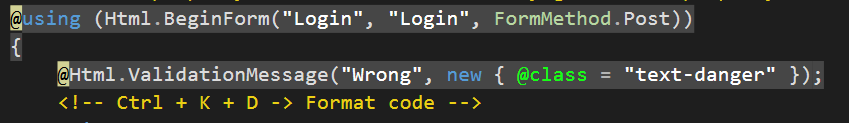 @using (Html.BeginForm("Login", "Login", FormMethod.Post))
{
@Html.ValidationMessage("Wrong", new { @class = "text-danger" });
<!-- Ctrl + K + D -> Format code -->